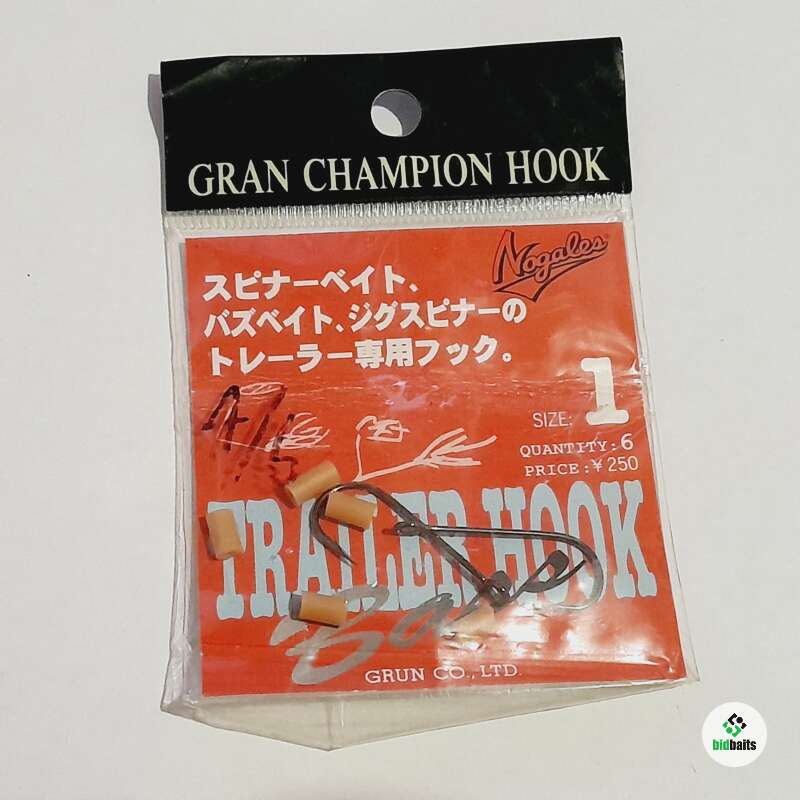 GRAN CHAMPION HOOK
Nogales
スピナーベイト、
バズベイト、ジグスピナーの
トレーラー専用フック。
SIZE: 1
QUANTITY:6
PRICE:¥250
TRAILER HOOK
Bass
GRUN CO., LTD.
bidbaits